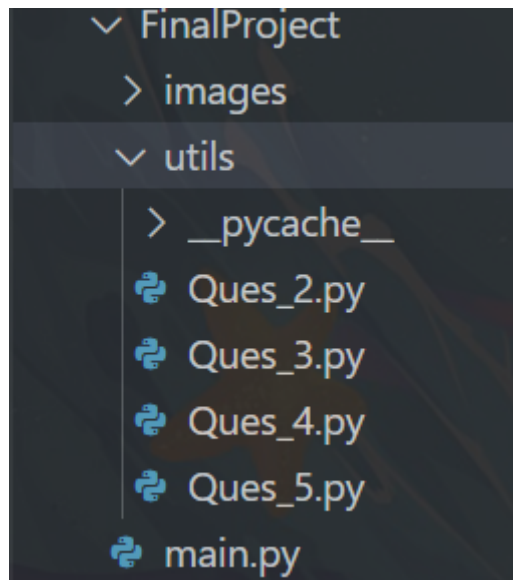 FinalProject
images
utils
__pycache__
Ques_2.py
Ques_3.py
Ques_4.py
Ques_5.py
main.py